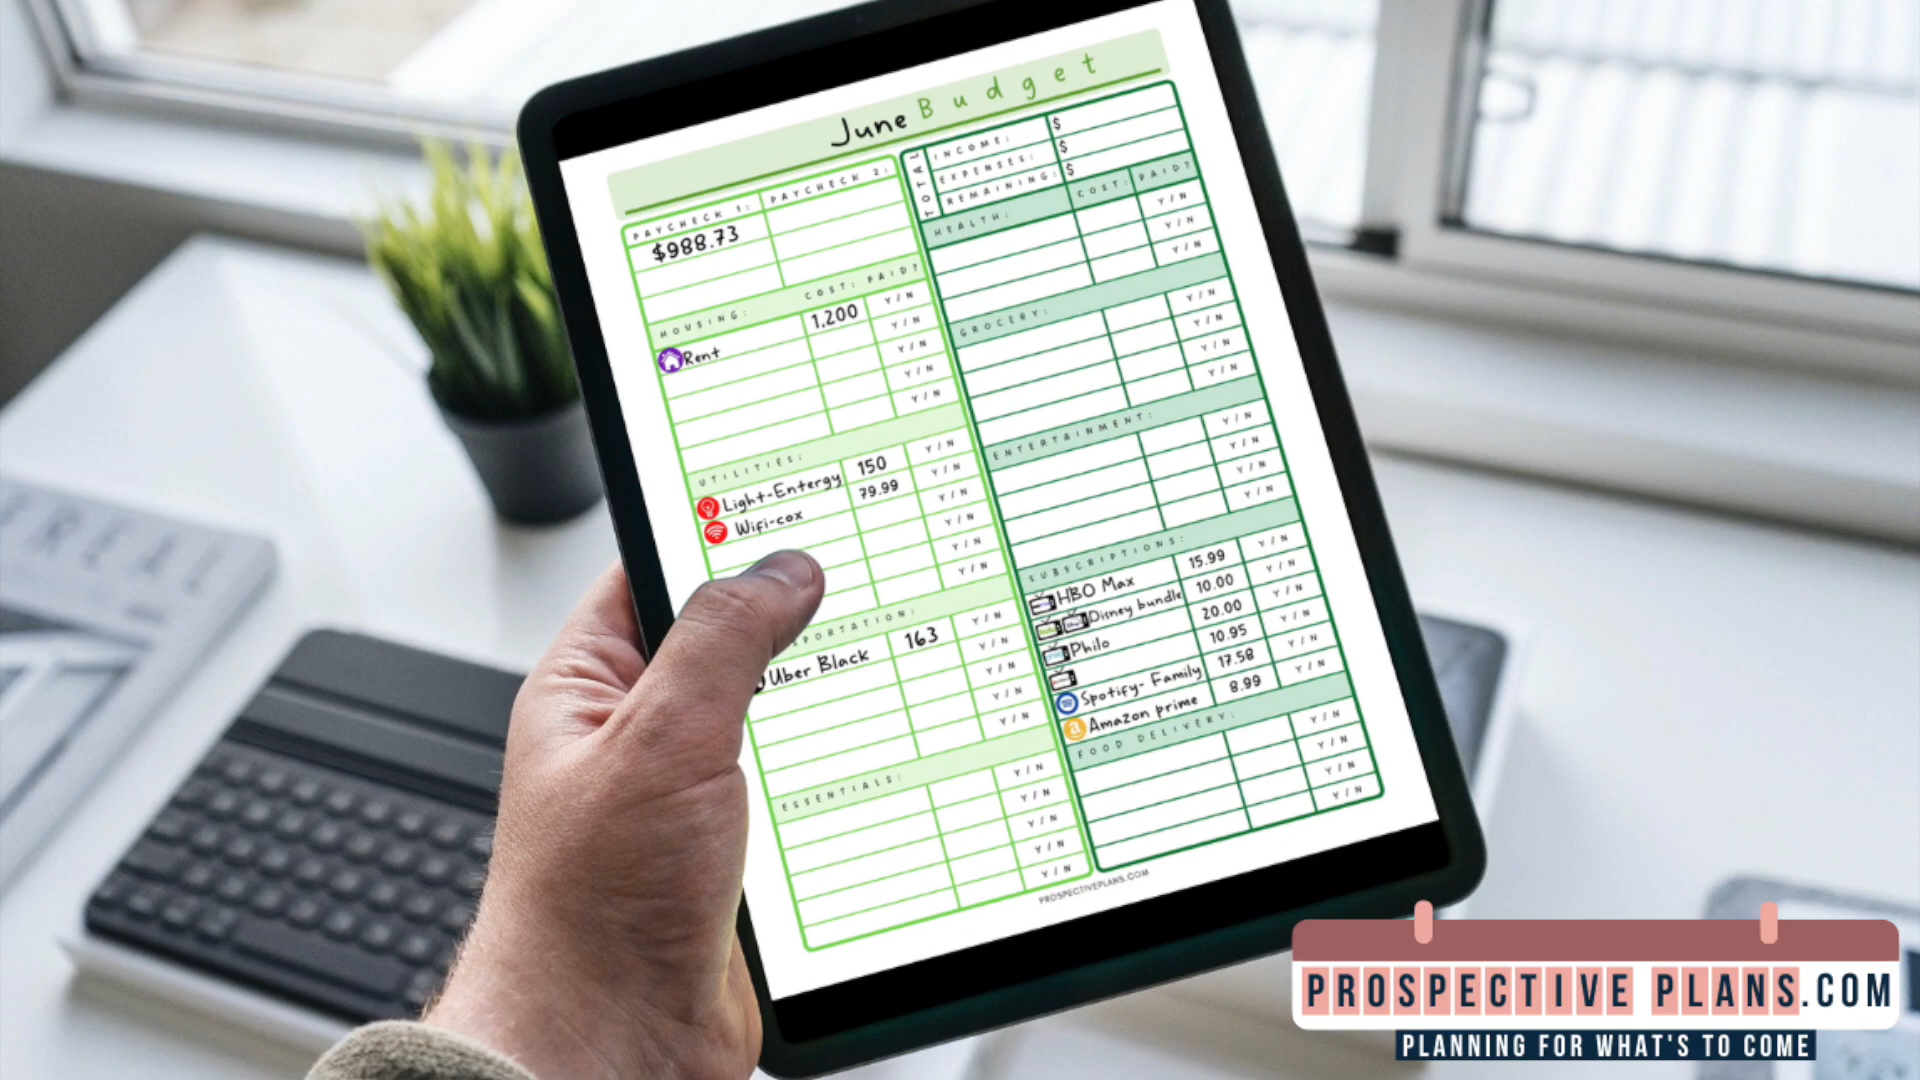 June Budget
PAYCHECK 1: PAYCHECK 2:
$988.73
HOUSING: COST: PAID?
Rent 1,200 Y/N
Y/N
Y/N
Y/N
Y/N
UTILITIES:
Light-Entergy 150 Y/N
Wifi-cox 79.99 Y/N
Y/N
Y/N
Y/N
Y/N
PORTATION:
Uber Black 163 Y/N
Y/N
Y/N
Y/N
Y/N
ESSENTIALS:
Y/N
Y/N
Y/N
Y/N
Y/N
TOTAL
INCOME: $
EXPENSES: $
REMAINING: $
HEALTH: COST: PAID?
Y/N
Y/N
Y/N
GROCERY:
Y/N
Y/N
Y/N
Y/N
ENTERTAINMENT:
Y/N
Y/N
Y/N
Y/N
SUBSCRIPTIONS:
HBO Max 15.99 Y/N
Disney bundle 10.00 Y/N
Philo 20.00 Y/N
10.95 Y/N
Spotify- Family 17.58 Y/N
Amazon prime 8.99 Y/N
FOOD DELIVERY:
Y/N
Y/N
Y/N
Y/N
PROSPECTIVEPLANS.COM
PROSPECTIVE PLANS.COM
PLANNING FOR WHAT'S TO COME